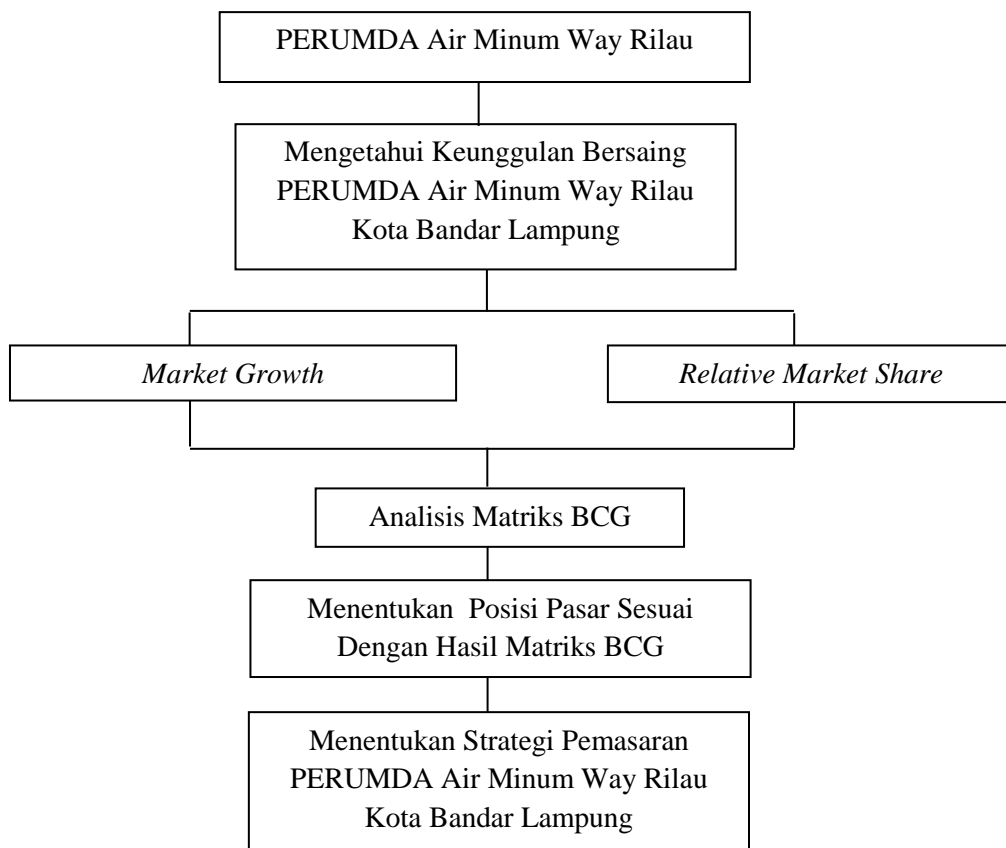 PERUMDA Air Minum Way Rilau
Mengetahui Keunggulan Bersaing
PERUMDA Air Minum Way Rilau
Kota Bandar Lampung
Market Growth
Relative Market Share
Analisis Matriks BCG
Menentukan Posisi Pasar Sesuai
Dengan Hasil Matriks BCG
Menentukan Strategi Pemasaran
PERUMDA Air Minum Way Rilau
Kota Bandar Lampung